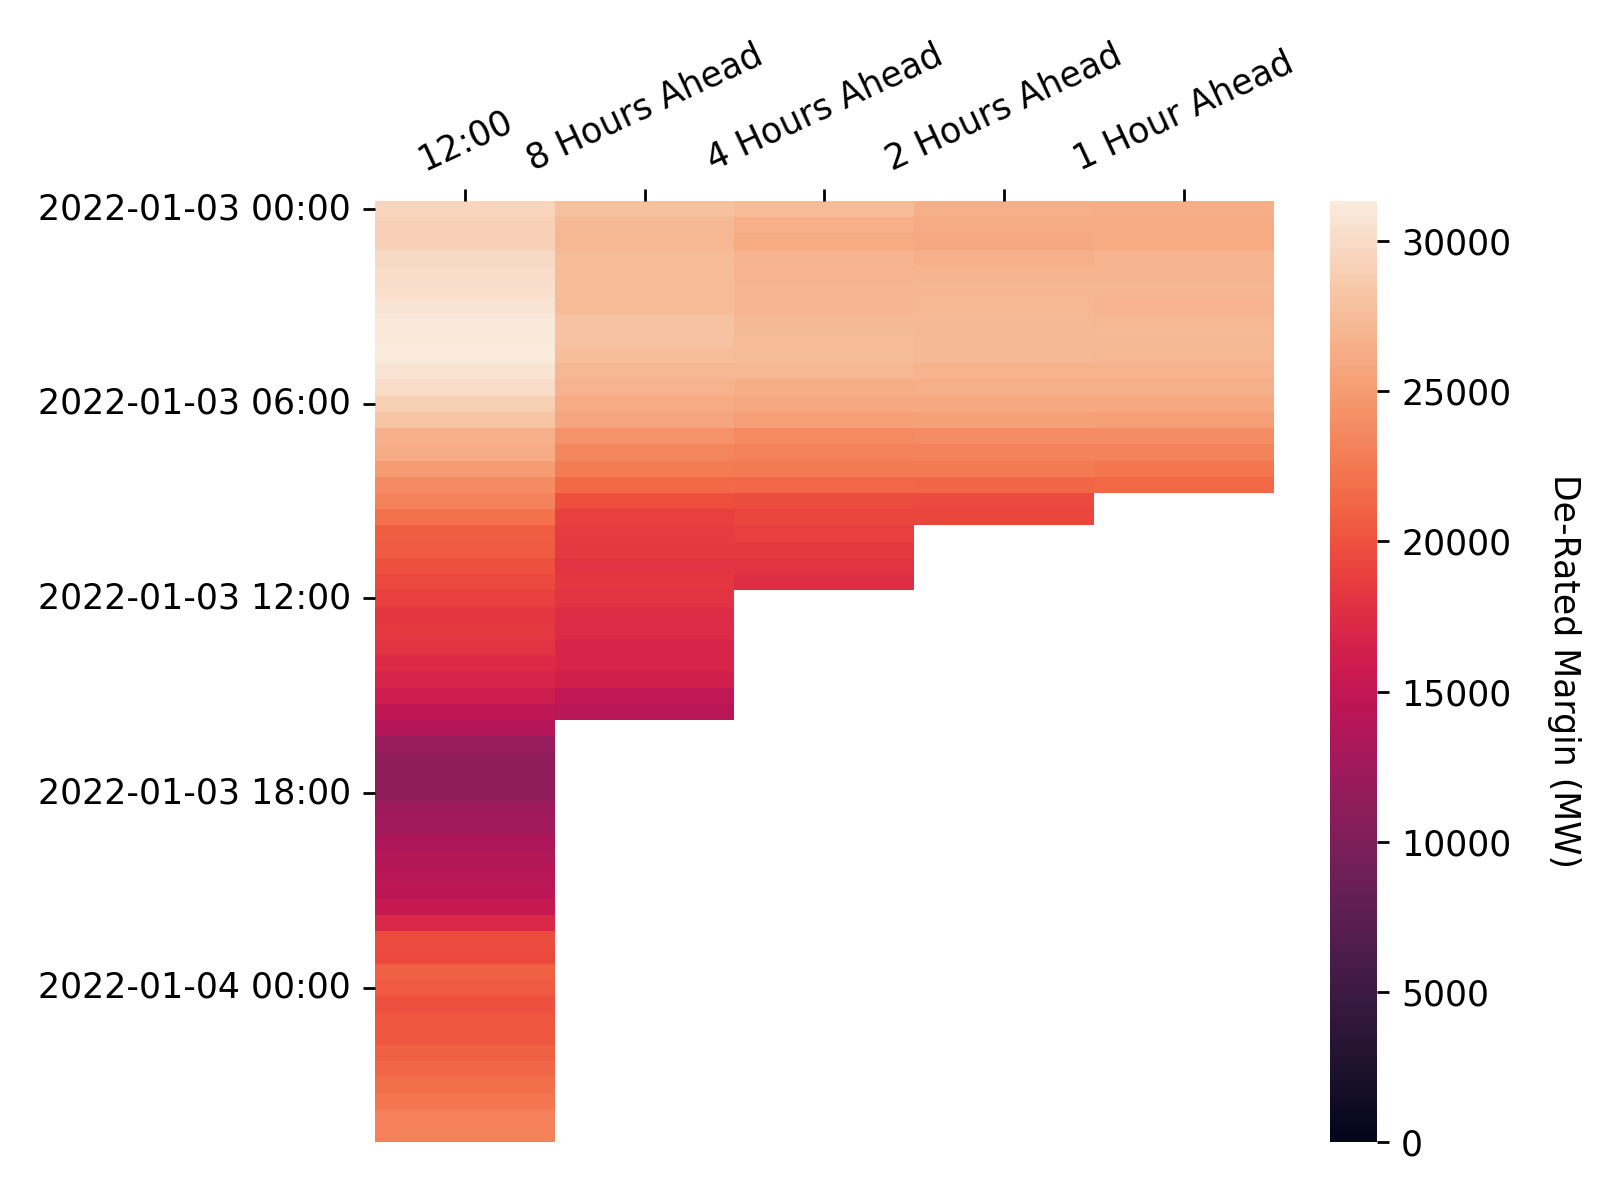 12:00
8 Hours Ahead
4 Hours Ahead
2 Hours Ahead
1 Hour Ahead
2022-01-03 00:00
2022-01-03 06:00
2022-01-03 12:00
2022-01-03 18:00
2022-01-04 00:00
30000
25000
20000
15000
10000
5000
0
De-Rated Margin (MW)